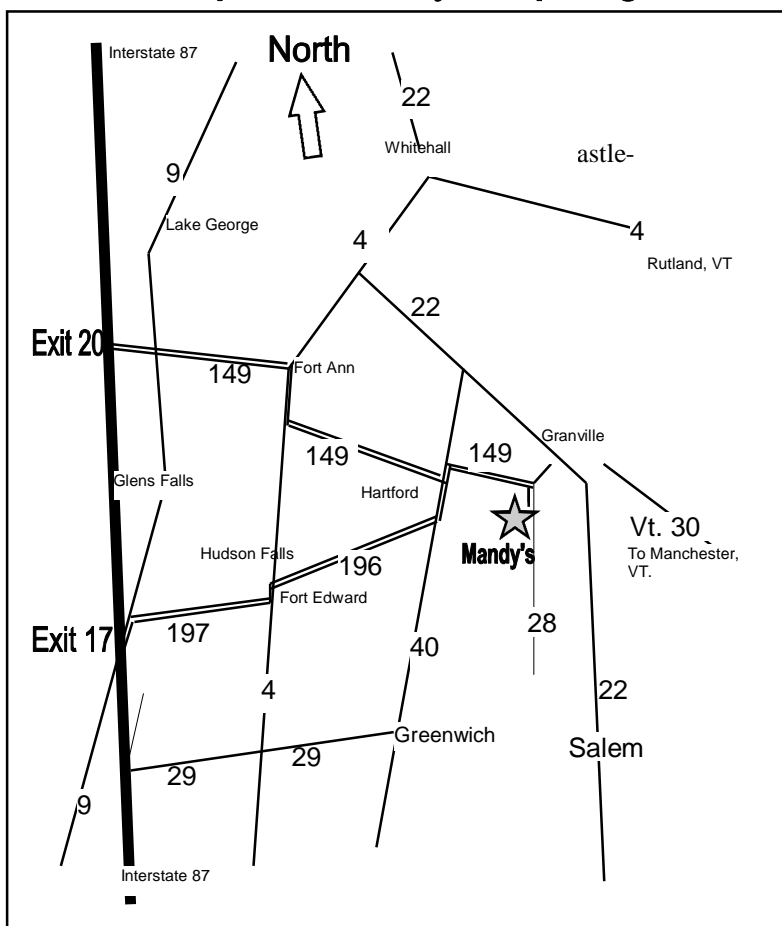 Interstate 87
North
22
Whitehall
astle-
9
Lake George
4
4
Rutland, VT
22
Exit 20
149
Fort Ann
Granville
149
149
Glens Falls
Hartford
Vt. 30
To Manchester,
VT.
Mandy's
Hudson Falls
196
Fort Edward
Exit 17
197
28
40
4
22
Greenwich
Salem
29
29
9
Interstate 87